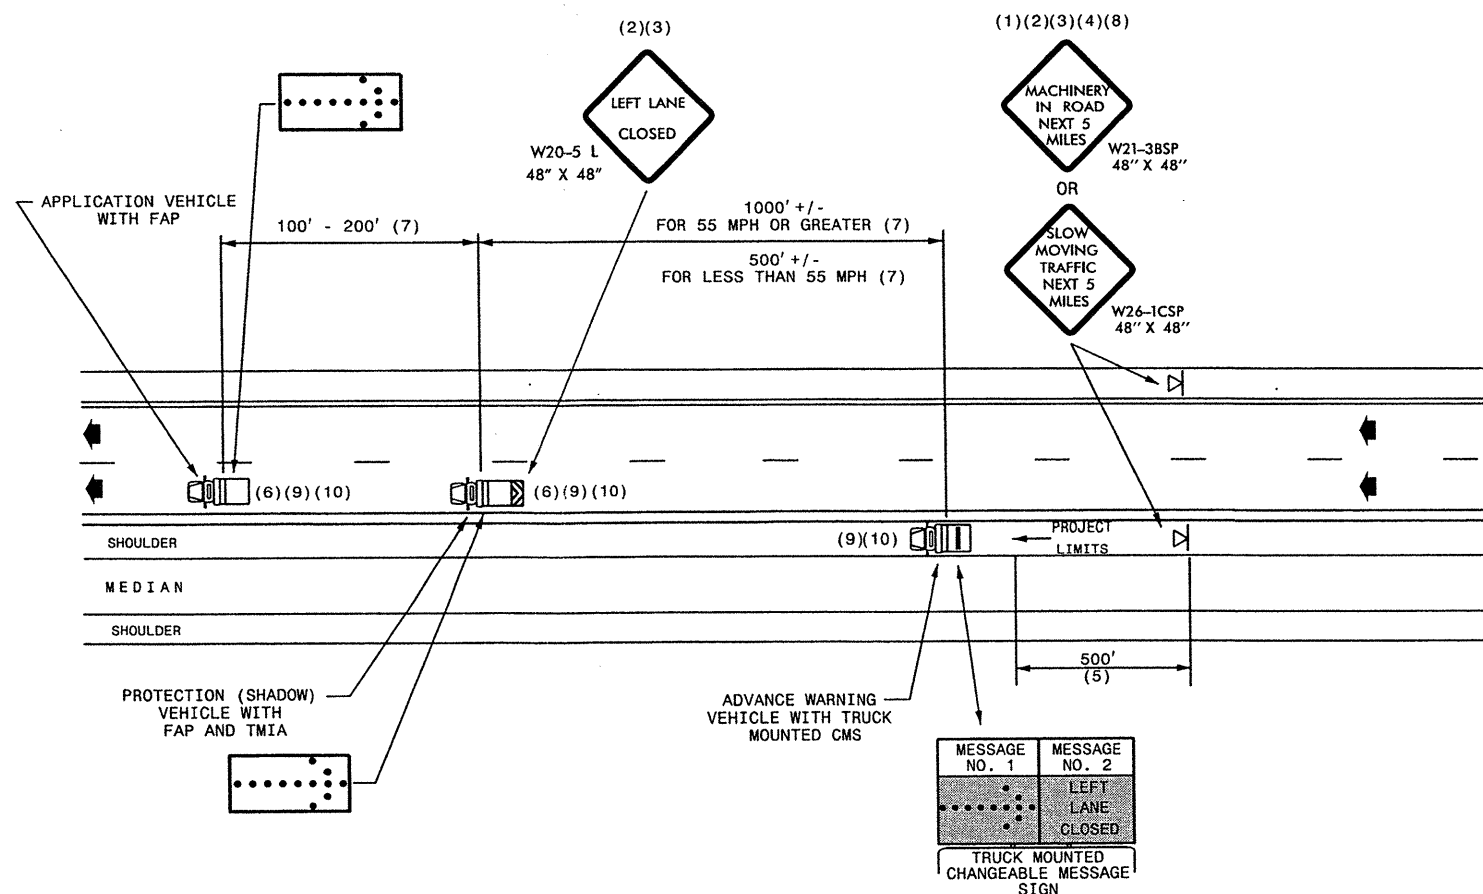 (2)(3)
(1)(2)(3)(4)(8)
LEFT LANE
CLOSED
W20-5 L
48" X 48"
MACHINERY
IN ROAD
NEXT 5
MILES
W21-3BSP
48" X 48"
OR
SLOW
MOVING
TRAFFIC
NEXT 5
MILES
W26-1CSP
48" X 48"
APPLICATION VEHICLE
WITH FAP
100' - 200' (7)
1000' +/-
FOR 55 MPH OR GREATER (7)
500' +/-
FOR LESS THAN 55 MPH (7)
(6)(9)(10)
(6)(9)(10)
(9)(10)
PROJECT
LIMITS
SHOULDER
MEDIAN
SHOULDER
500'
(5)
PROTECTION (SHADOW)
VEHICLE WITH
FAP AND TMIA
ADVANCE WARNING
VEHICLE WITH TRUCK
MOUNTED CMS
MESSAGE
NO. 1
MESSAGE
NO. 2
LEFT
LANE
CLOSED
TRUCK MOUNTED
CHANGEABLE MESSAGE
SIGN